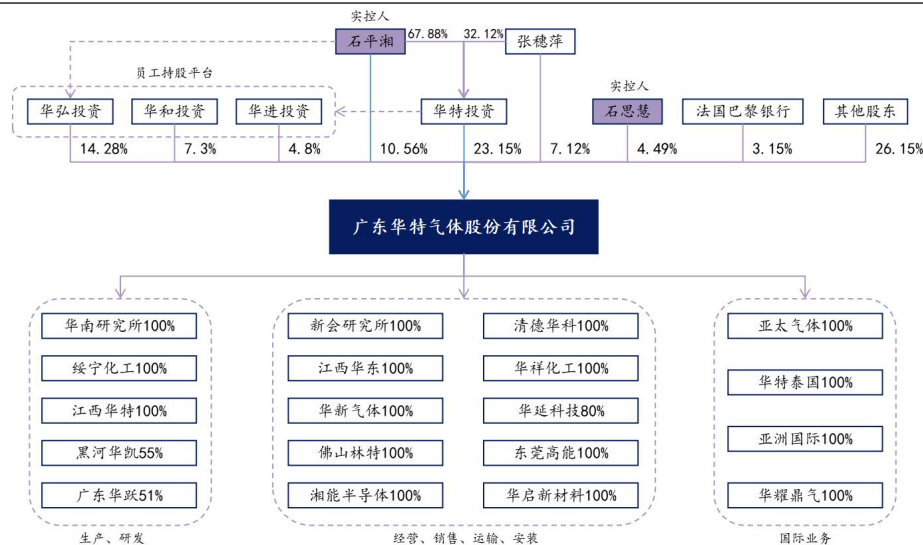 实控人
石平湘 67.88% 32.12% 张穗萍
员工持股平台
实控人
华弘投资 华和投资 华进投资 华特投资 石思慧 法国巴黎银行 其他股东
14.28% 7.3% 4.8% 10.56% 23.15% 7.12% 4.49% 3.15% 26.15%
广东华特气体股份有限公司
华南研究所100%
绥宁化工100%
江西华特100%
黑河华凯55%
广东华跃51%
生产、研发
新会研究所100% 清德华科100%
江西华东100% 华祥化工100%
华新气体100% 华延科技80%
佛山林特100% 东莞高能100%
湘能半导体100% 华启新材料100%
经营、销售、运输、安装
亚太气体100%
华特泰国100%
亚洲国际100%
华耀鼎气100%
国际业务